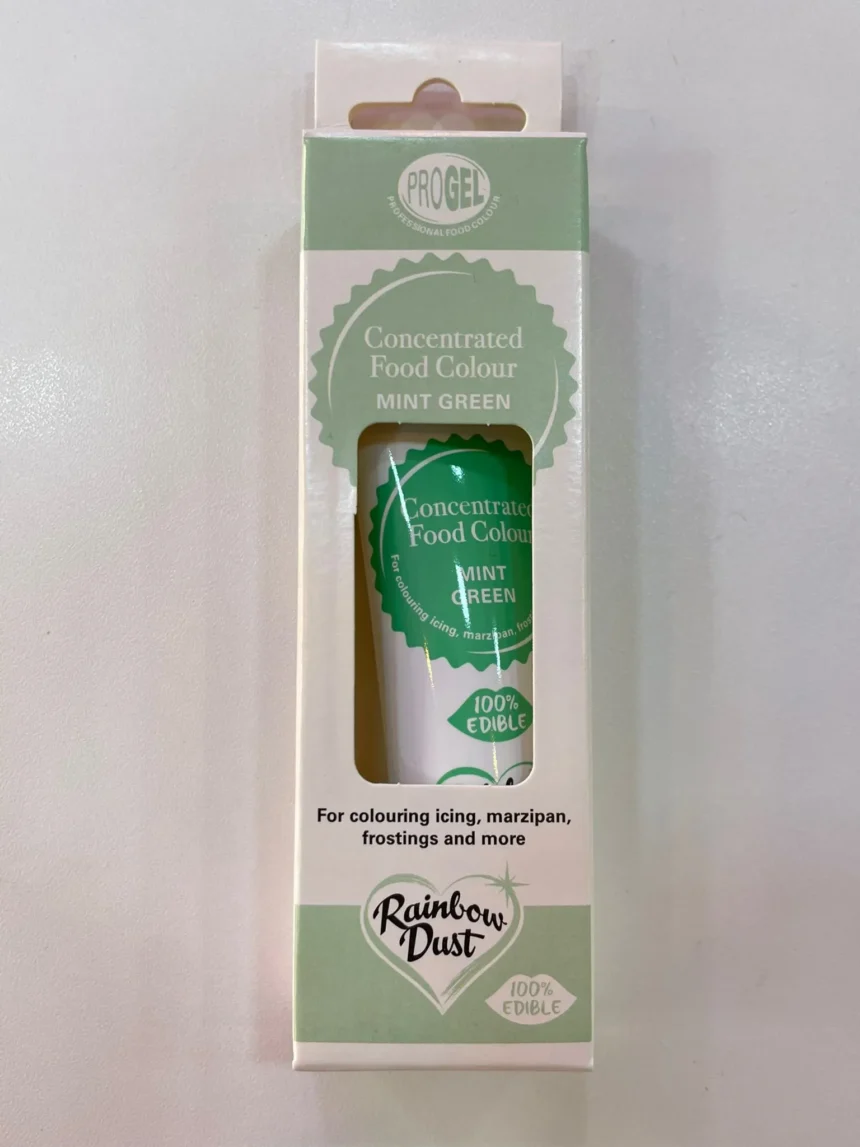 PROGEL
PROFESSIONAL FOOD COLOUR
Concentrated
Food Colour
MINT GREEN
Concentrated
Food Colour
MINT
GREEN
For colouring icing, marzipan,
100%
EDIBLE
For colouring icing, marzipan,
frostings and more
Rainbow
Dust
100%
EDIBLE